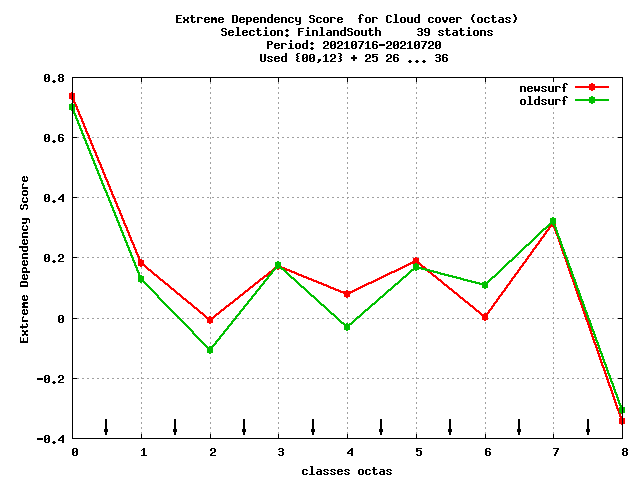 Extreme Dependency Score  for Cloud cover (octas)
Selection: FinlandSouth     39 stations
Period: 20210716-20210720
Used {00,12} + 25 26 ... 36
newsurf
oldsurf
Extreme Dependency Score
0.8
0.6
0.4
0.2
0
-0.2
-0.4
0 1 2 3 4 5 6 7 8
classes octas